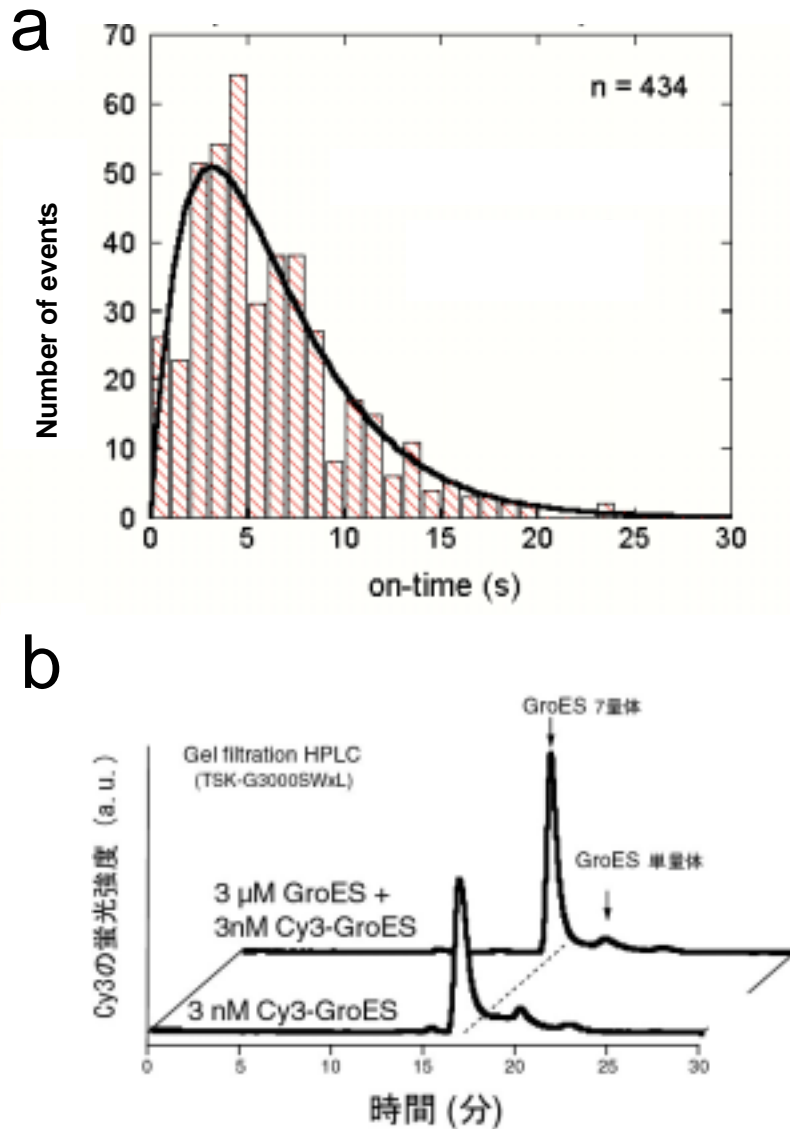 a
70
60
50
40
30
20
10
0
Number of events
n = 434
0 5 10 15 20 25 30
on-time (s)
b
GroES 7量体
Gel filtration HPLC
(TSK-G3000SWxL)
GroES 単量体
3 μM GroES +
3nM Cy3-GroES
3 nM Cy3-GroES
Cy3の蛍光強度 (a. u.)
0 5 10 15 20 25 30
時間 (分)